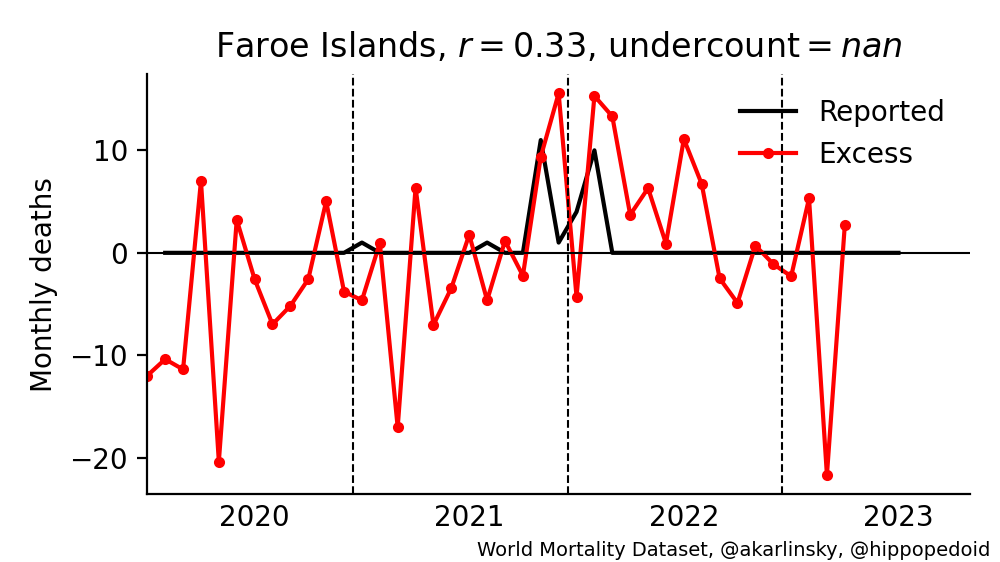 Faroe Islands, r = 0.33, undercount = nan
Reported
Excess
Monthly deaths
10
0
−10
−20
2020 2021 2022 2023
World Mortality Dataset, @akarlinsky, @hippopedoid